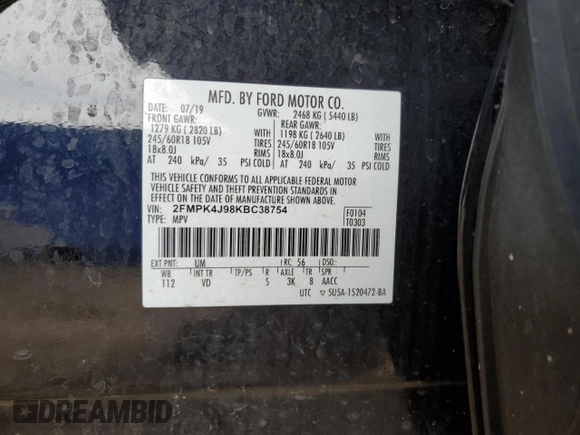 MFD. BY FORD MOTOR CO.
DATE: 07/19 GVWR: 2468 KG ( 5440 LB)
FRONT GAWR: REAR GAWR:
1279 KG ( 2820 LB) WITH 1198 KG ( 2640 LB) WITH
245/60R18 105V TIRES 245/60R18 105V TIRES
18x8.0J RIMS 18x8.0J RIMS
AT 240 kPa/ 35 PSI COLD AT 240 kPa/ 35 PSI COLD
THIS VEHICLE CONFORMS TO ALL APPLICABLE FEDERAL MOTOR
VEHICLE SAFETY AND THEFT PREVENTION STANDARDS IN
EFFECT ON THE DATE OF MANUFACTURE SHOWN ABOVE.
VIN: 2FMPK4J98KBC38754 F0104
TYPE: MPV T0303
EXT PNT: UM RC: 56 DSO:
WB INT TR TP/PS R AXLE TR SPR
112 VD S 3K 8 AACC
UTC ▽ 5U5A-1520472-BA
DREAMBID